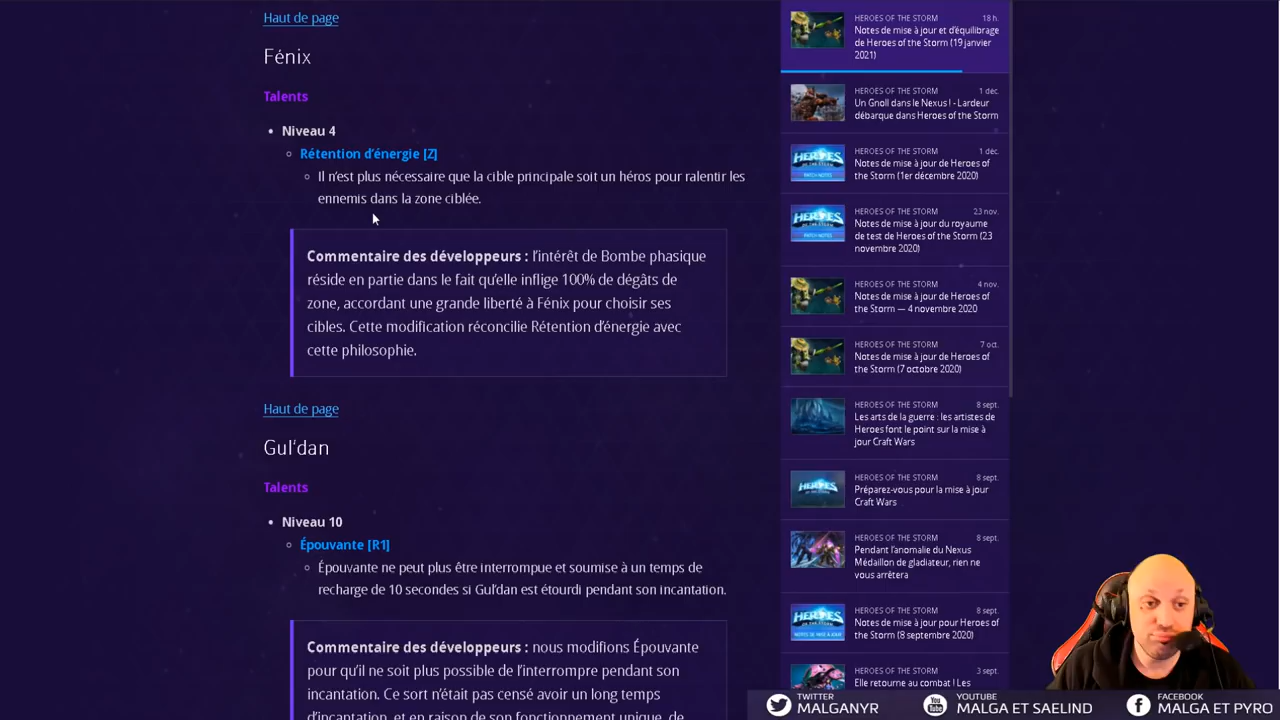 Haut de page
Fénix
Talents
Niveau 4
Rétention d'énergie [Z]
Il n'est plus nécessaire que la cible principale soit un héros pour ralentir les
ennemis dans la zone ciblée.
Commentaire des développeurs : l'intérêt de Bombe phasique
réside en partie dans le fait qu'elle inflige 100% de dégâts de
zone, accordant une grande liberté à Fénix pour choisir ses
cibles. Cette modification réconcilie Rétention d'énergie avec
cette philosophie.
Haut de page
Gul'dan
Talents
Niveau 10
Épouvante [R1]
Épouvante ne peut plus être interrompue et soumise à un temps de
recharge de 10 secondes si Gul'dan est étourdi pendant son incantation.
Commentaire des développeurs : nous modifions Épouvante
pour qu'il ne soit plus possible de l'interrompre pendant son
incantation. Ce sort n'était pas censé avoir un long temps
d'incantation, et en raison de son fonctionnement unique, de
HEROES OF THE STORM 18 h.
Notes de mise à jour et d'équilibrage
de Heroes of the Storm (19 janvier
2021)
HEROES OF THE STORM 1 déc.
Un Gnoll dans le Nexus ! - Lardeur
débarque dans Heroes of the Storm
HEROES OF THE STORM 1 déc.
Notes de mise à jour de Heroes of
the Storm (1er décembre 2020)
HEROES OF THE STORM 23 nov.
Notes de mise à jour du royaume
de test de Heroes of the Storm (23
novembre 2020)
HEROES OF THE STORM 4 nov.
Notes de mise à jour de Heroes of
the Storm — 4 novembre 2020
HEROES OF THE STORM 7 oct.
Notes de mise à jour de Heroes of
the Storm (7 octobre 2020)
HEROES OF THE STORM 8 sept.
Les arts de la guerre : les artistes de
Heroes font le point sur la mise à
jour Craft Wars
HEROES OF THE STORM 8 sept.
Préparez-vous pour la mise à jour
Craft Wars
HEROES OF THE STORM 8 sept.
Pendant l'anomalie du Nexus
Médaillon de gladiateur, rien ne
vous arrêtera
HEROES OF THE STORM 8 sept.
Notes de mise à jour pour Heroes of
the Storm (8 septembre 2020)
HEROES OF THE STORM 3 sept.
Elle retourne au combat ! Les
TWITTER
MALGANYR
YOUTUBE
MALGA ET SAELIND
FACEBOOK
MALGA ET PYRO